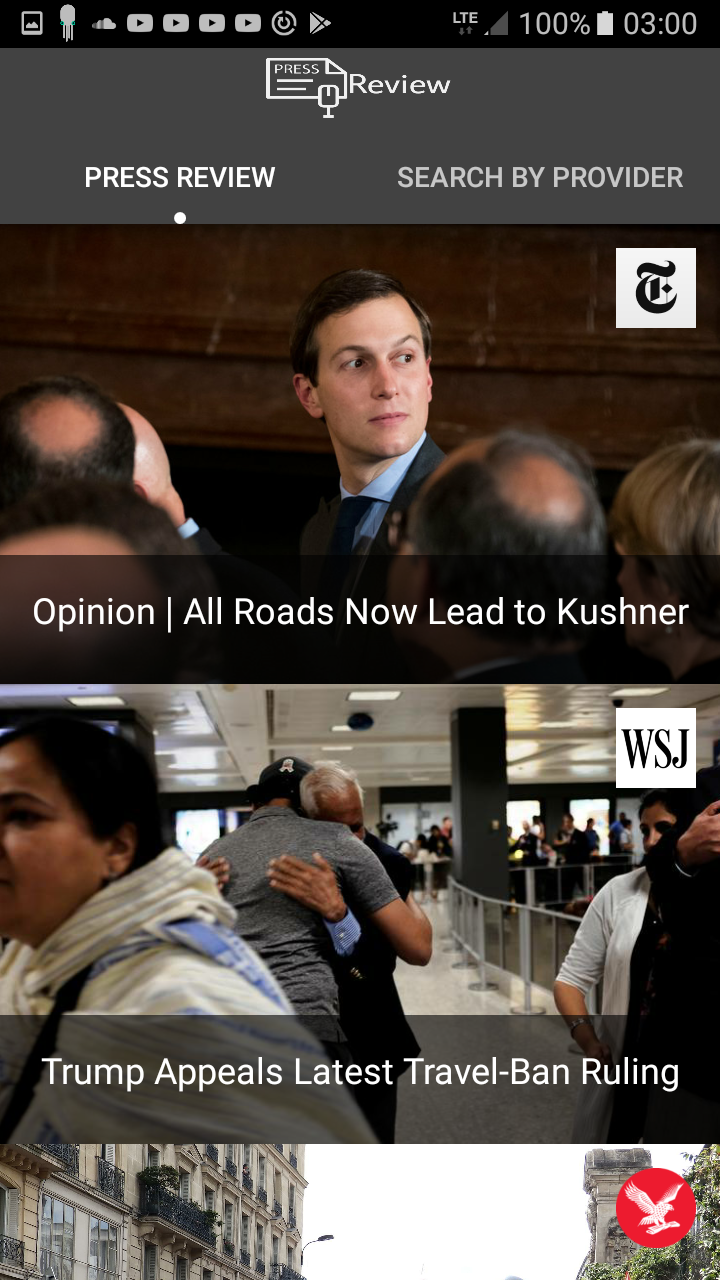 LTE 100% 03:00
PRESS
Review
PRESS REVIEW
SEARCH BY PROVIDER
T
Opinion | All Roads Now Lead to Kushner
WSJ
Trump Appeals Latest Travel-Ban Ruling